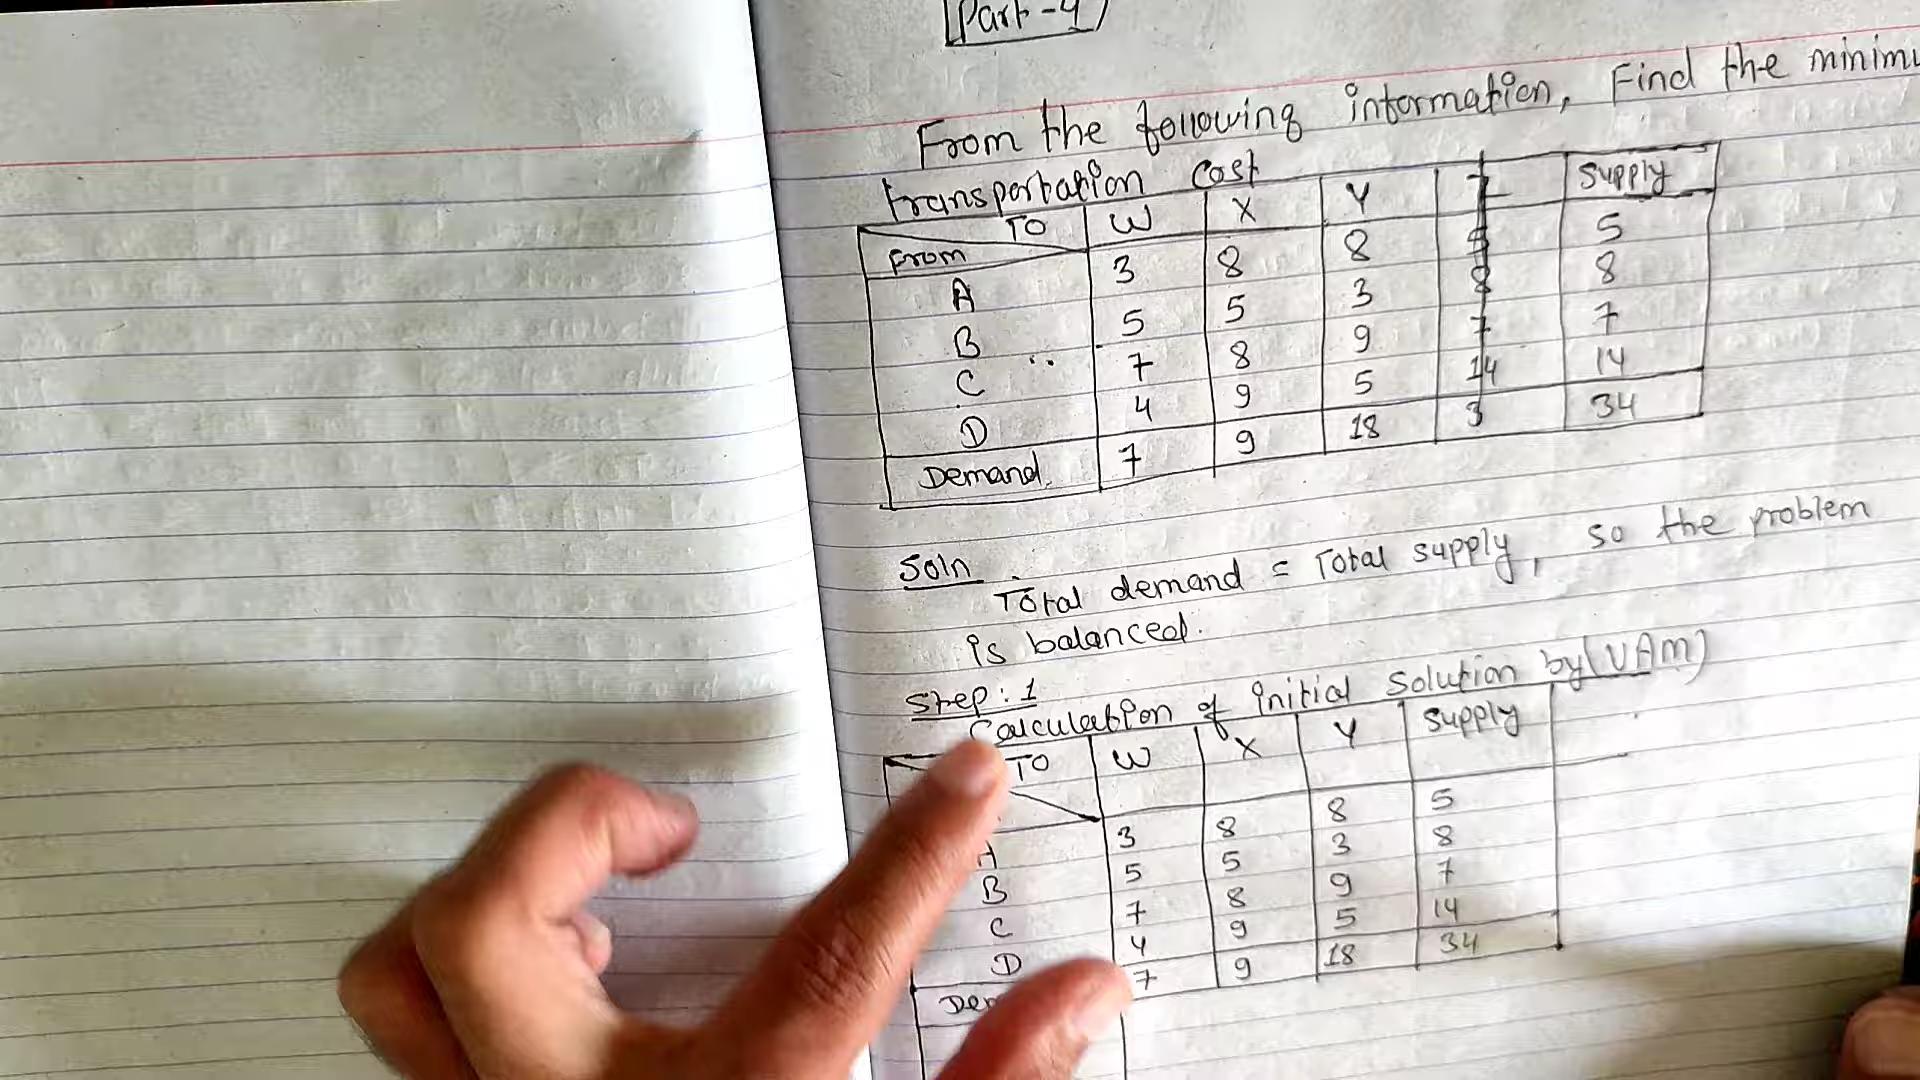 Part-4
From the following information, Find the
transportation Cost
TO W X Y Supply
From
A 3 8 8 5
B 5 5 3 8 8
C 7 8 9 7 7
D 4 9 5 14 14
Demand 7 9 18 3 34
Soln
Total demand = Total supply, so the problem
is balanced.
Step: 1
Calculation of initial Solution by (VAM)
TO W X Y Supply
A 3 8 8 5
B 5 5 3 8
C 7 8 9 7
D 4 9 5 14
7 9 18 34